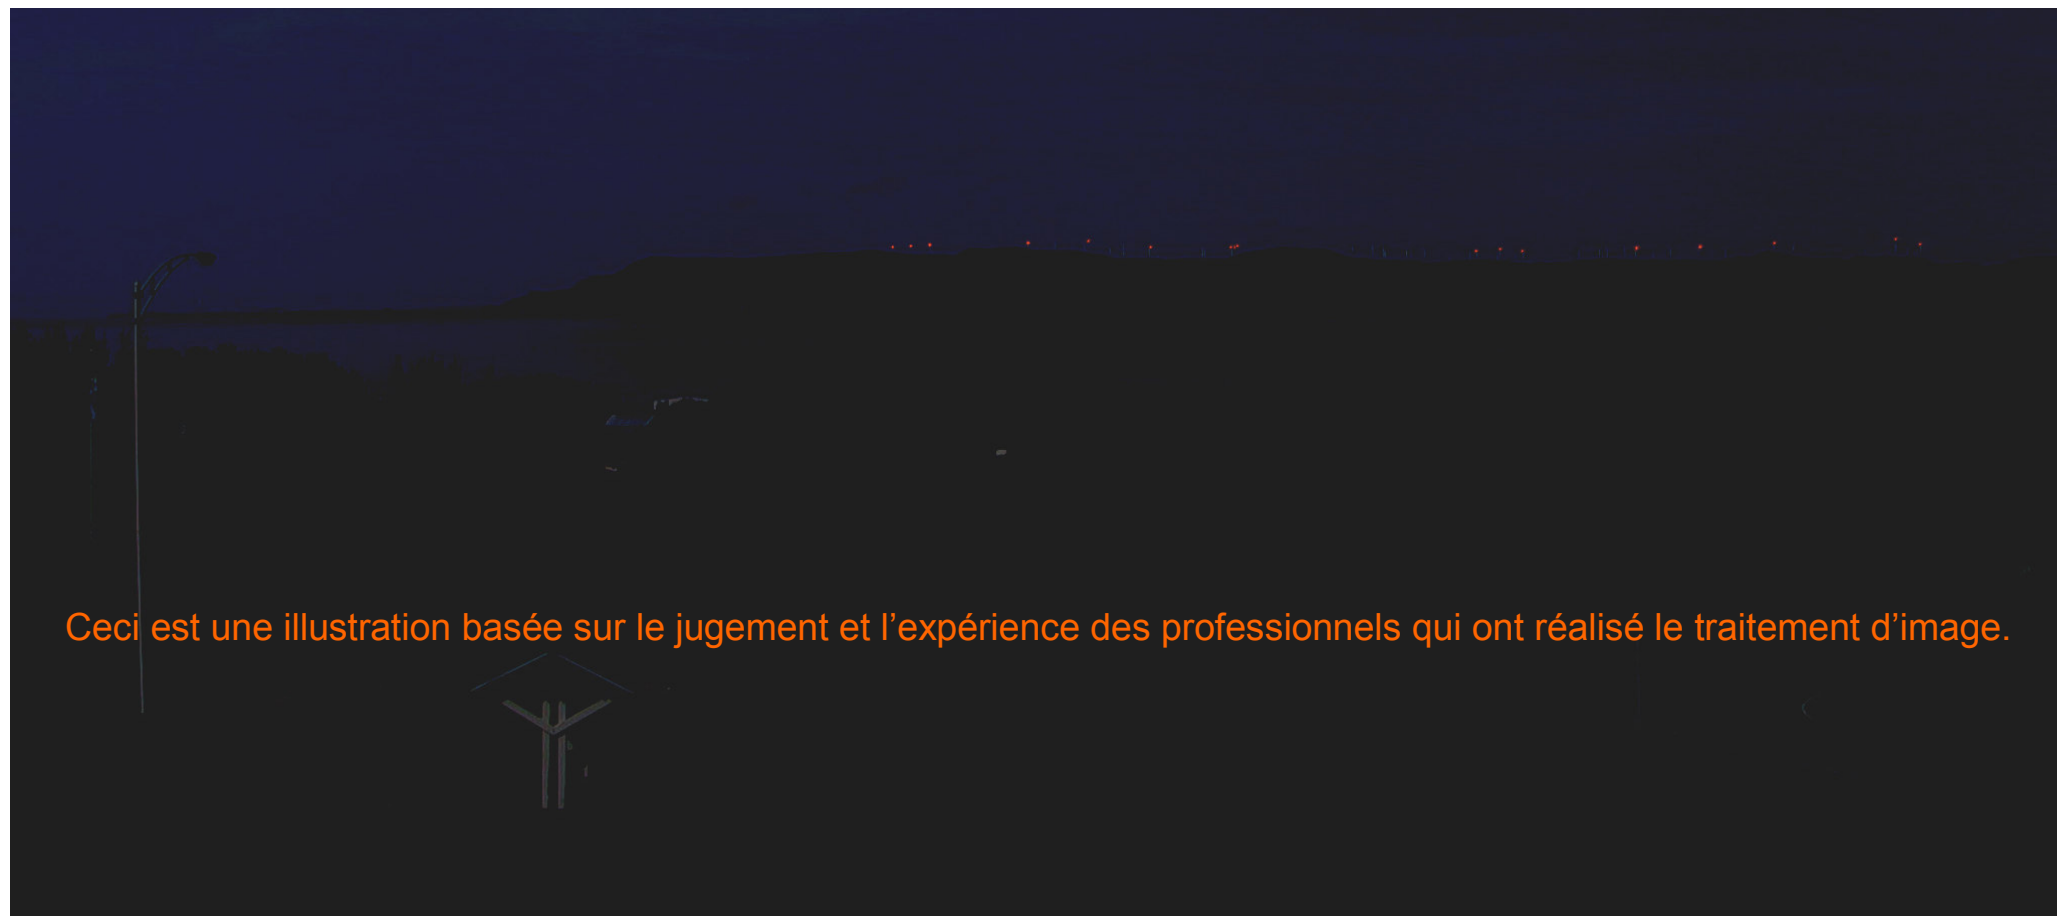 Ceci est une illustration basée sur le jugement et l’expérience des professionnels qui ont réalisé le traitement d’image.